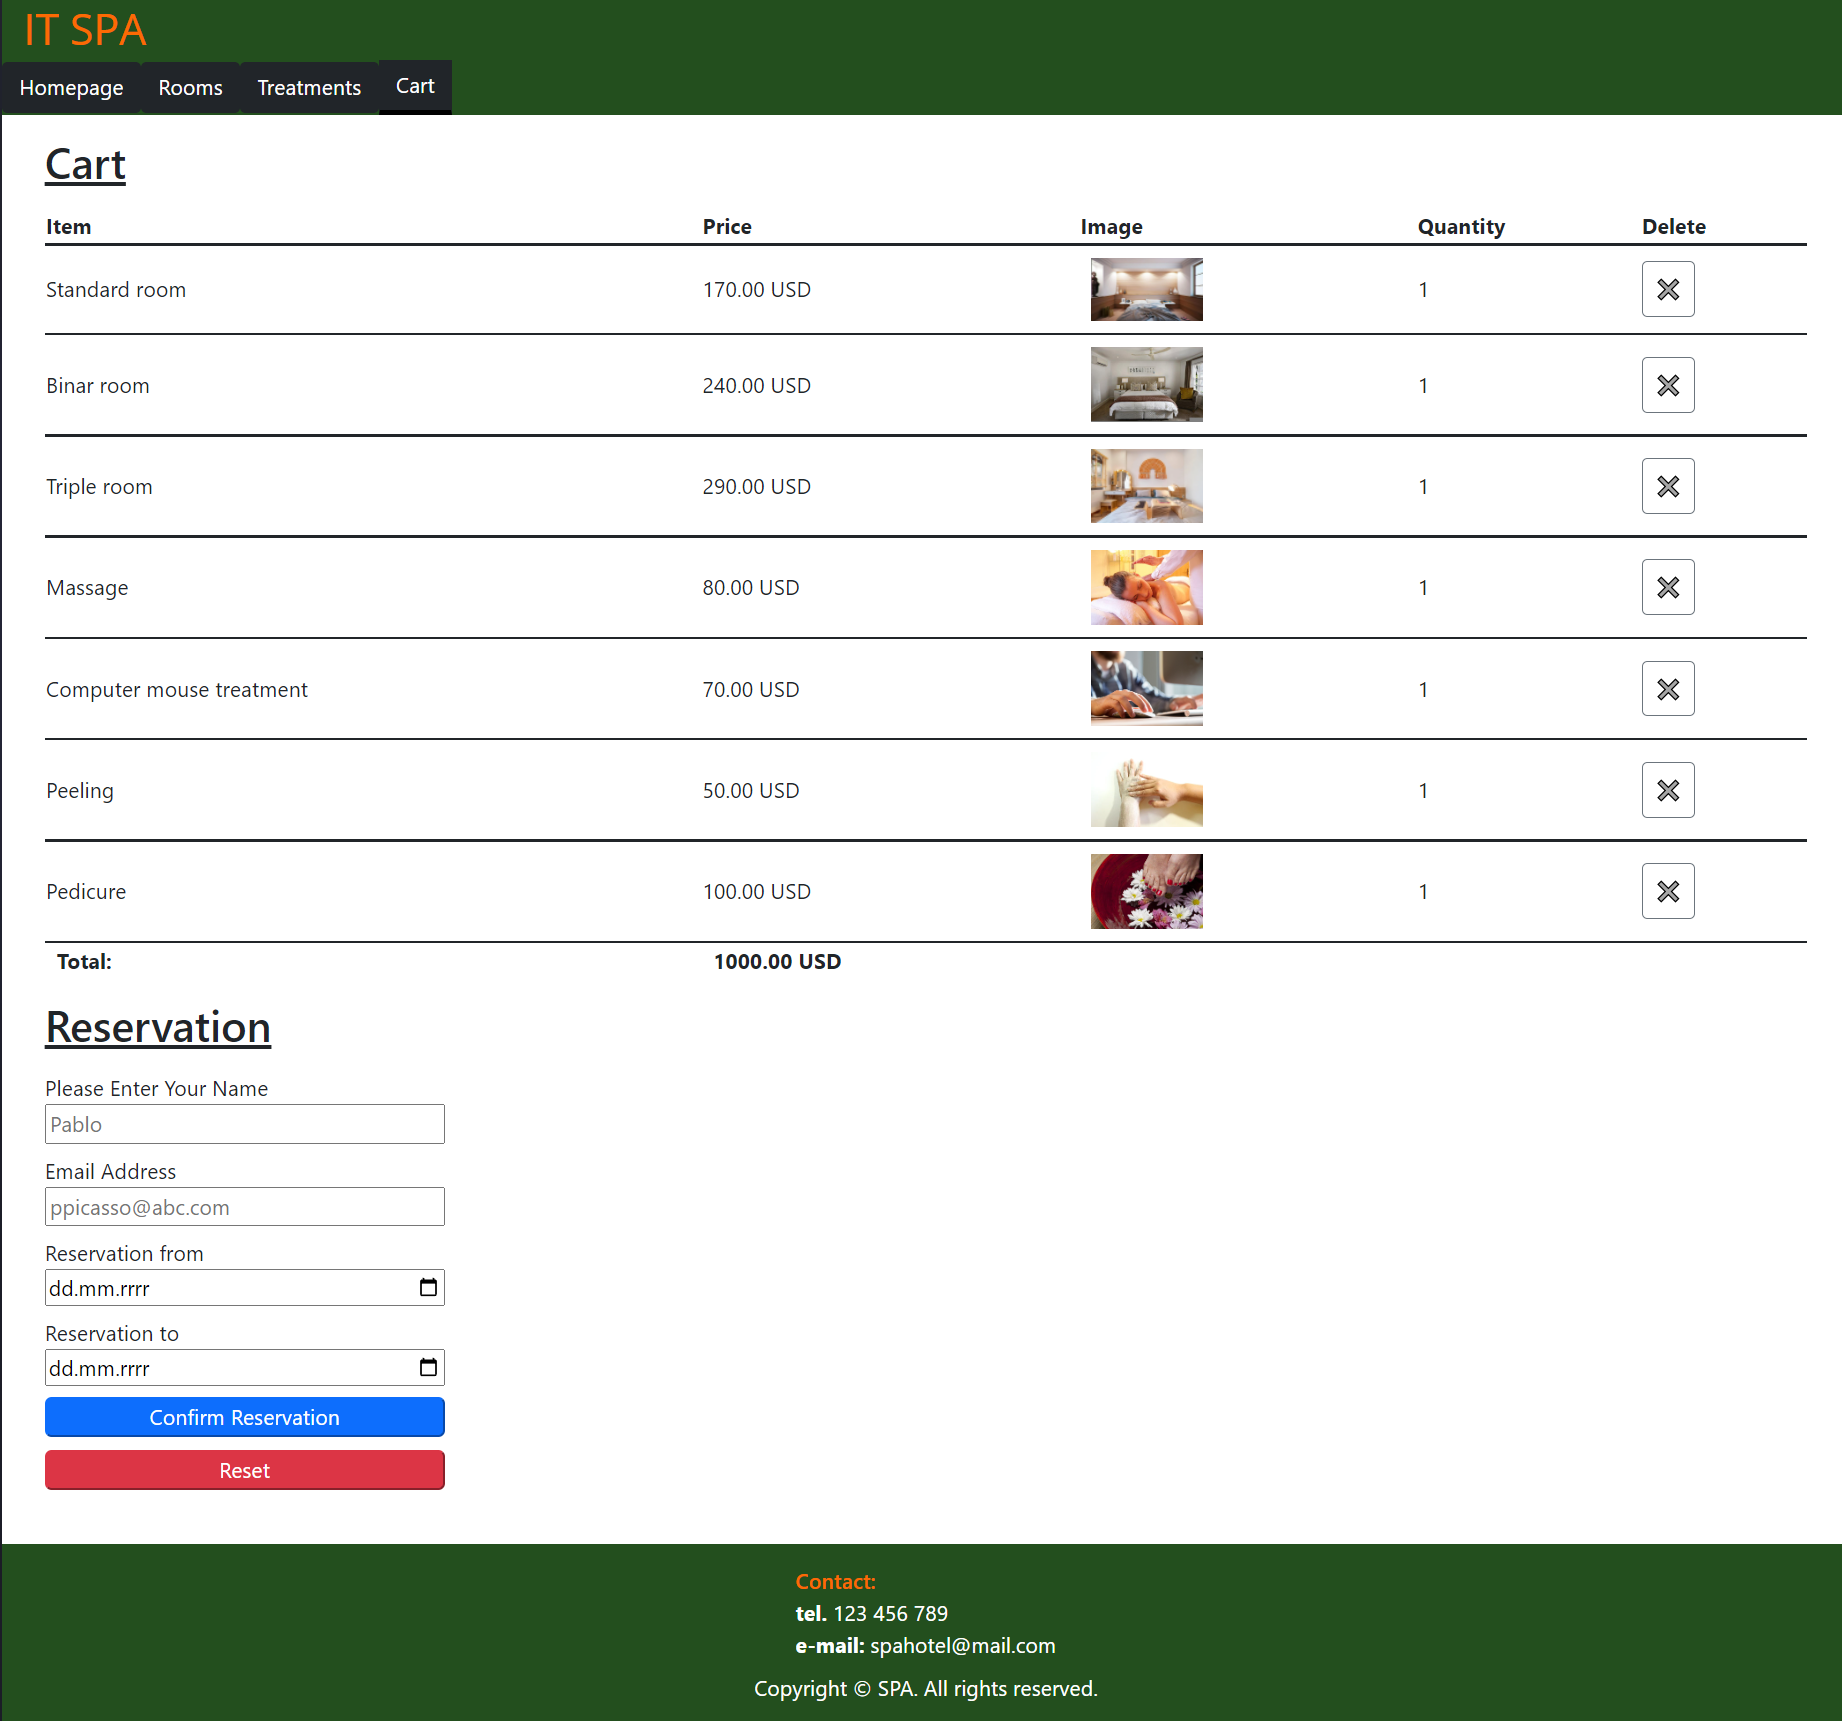 IT SPA
Homepage Rooms Treatments Cart
Cart
Item Price Image Quantity Delete
Standard room 170.00 USD 1
Binar room 240.00 USD 1
Triple room 290.00 USD 1
Massage 80.00 USD 1
Computer mouse treatment 70.00 USD 1
Peeling 50.00 USD 1
Pedicure 100.00 USD 1
Total: 1000.00 USD
Reservation
Please Enter Your Name
Pablo
Email Address
ppicasso@abc.com
Reservation from
dd.mm.rrrr
Reservation to
dd.mm.rrrr
Confirm Reservation
Reset
Contact:
tel. 123 456 789
e-mail: spahotel@mail.com
Copyright © SPA. All rights reserved.